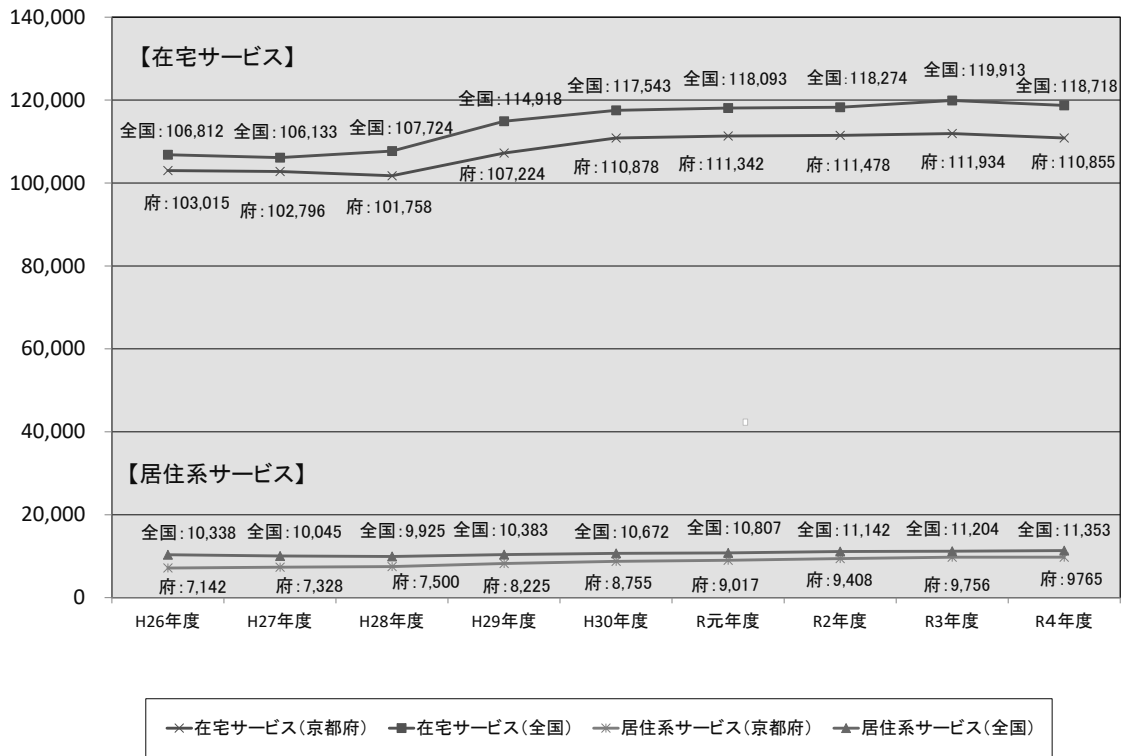 140,000
【在宅サービス】
120,000
全国:106,812
全国:106,133
全国:107,724
全国:114,918
全国:117,543
全国:118,093
全国:118,274
全国:119,913
全国:118,718
100,000
府:103,015
府:102,796
府:101,758
府:107,224
府:110,878
府:111,342
府:111,478
府:111,934
府:110,855
80,000
60,000
40,000
【居住系サービス】
20,000
全国:10,338
全国:10,045
全国:9,925
全国:10,383
全国:10,672
全国:10,807
全国:11,142
全国:11,204
全国:11,353
府:7,142
府:7,328
府:7,500
府:8,225
府:8,755
府:9,017
府:9,408
府:9,756
府:9765
0
H26年度 H27年度 H28年度 H29年度 H30年度 R元年度 R2年度 R3年度 R4年度
在宅サービス(京都府) 在宅サービス(全国) 居住系サービス(京都府) 居住系サービス(全国)